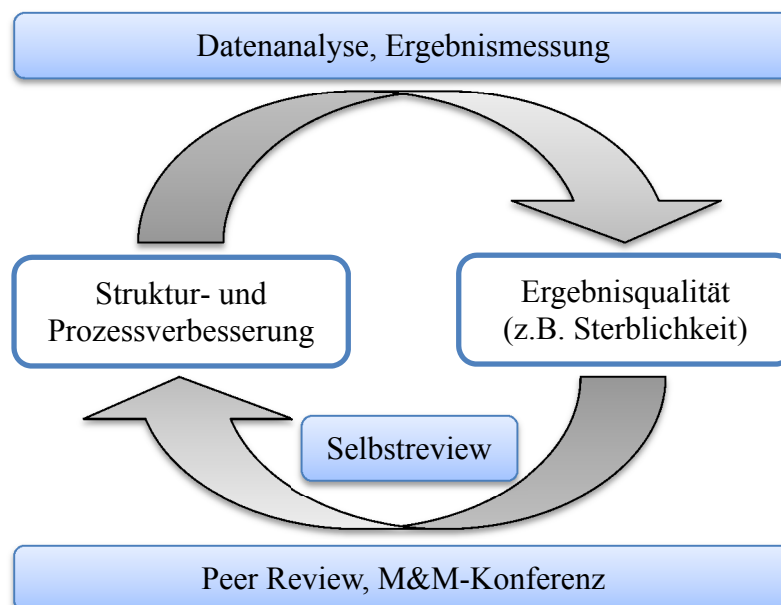 Datenanalyse, Ergebnismessung
Struktur- und
Prozessverbesserung
Ergebnisqualität
(z.B. Sterblichkeit)
Selbstreview
Peer Review, M&M-Konferenz